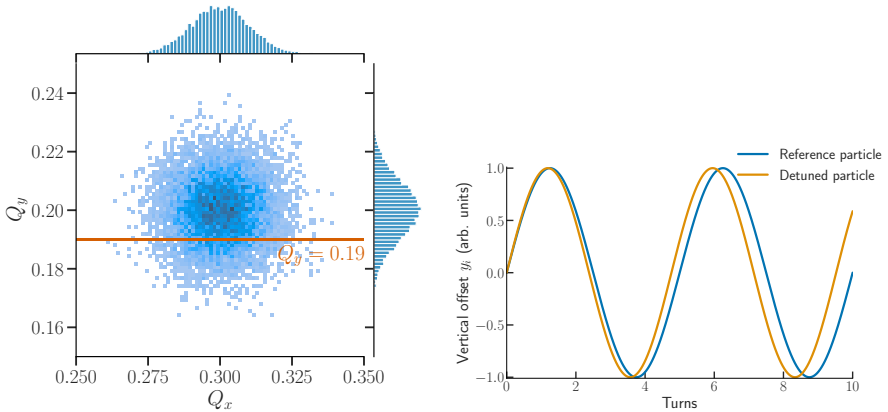 0.24
0.22
0.20
0.18
0.16
Q_y
Q_y = 0.19
0.250 0.275 0.300 0.325 0.350
Q_x
Reference particle
Detuned particle
1.0
0.5
0.0
−0.5
−1.0
Vertical offset y_i (arb. units)
0 2 4 6 8 10
Turns